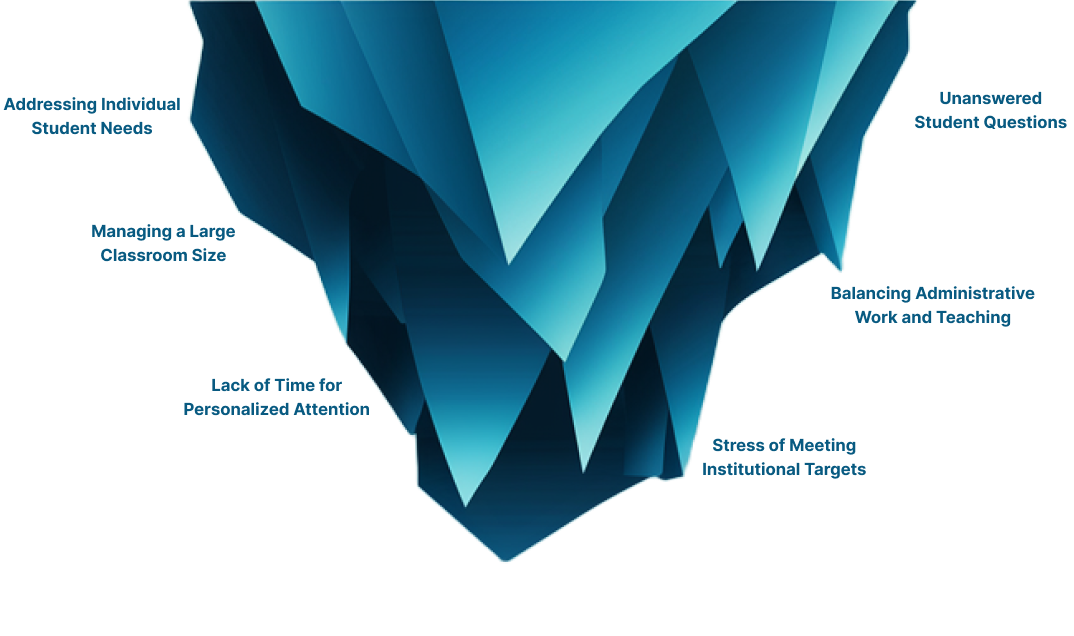 Addressing Individual
Student Needs
Unanswered
Student Questions
Managing a Large
Classroom Size
Balancing Administrative
Work and Teaching
Lack of Time for
Personalized Attention
Stress of Meeting
Institutional Targets